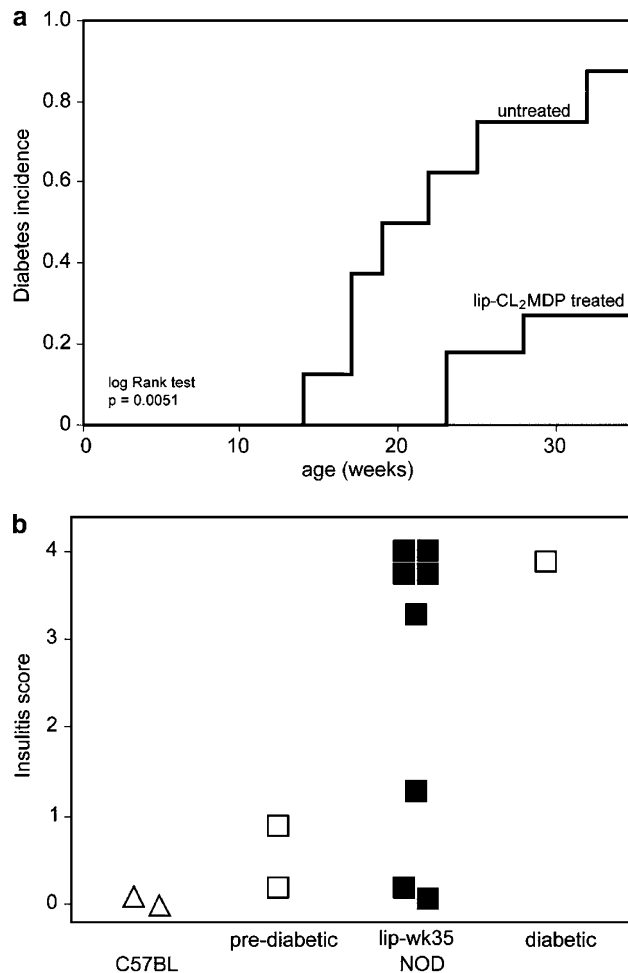 a
1.0
0.8
0.6
0.4
0.2
0
Diabetes incidence
untreated
lip-CL₂MDP treated
log Rank test
p = 0.0051
0 10 20 30
age (weeks)
b
4
3
2
1
0
Insulitis score
pre-diabetic lip-wk35 diabetic
C57BL NOD